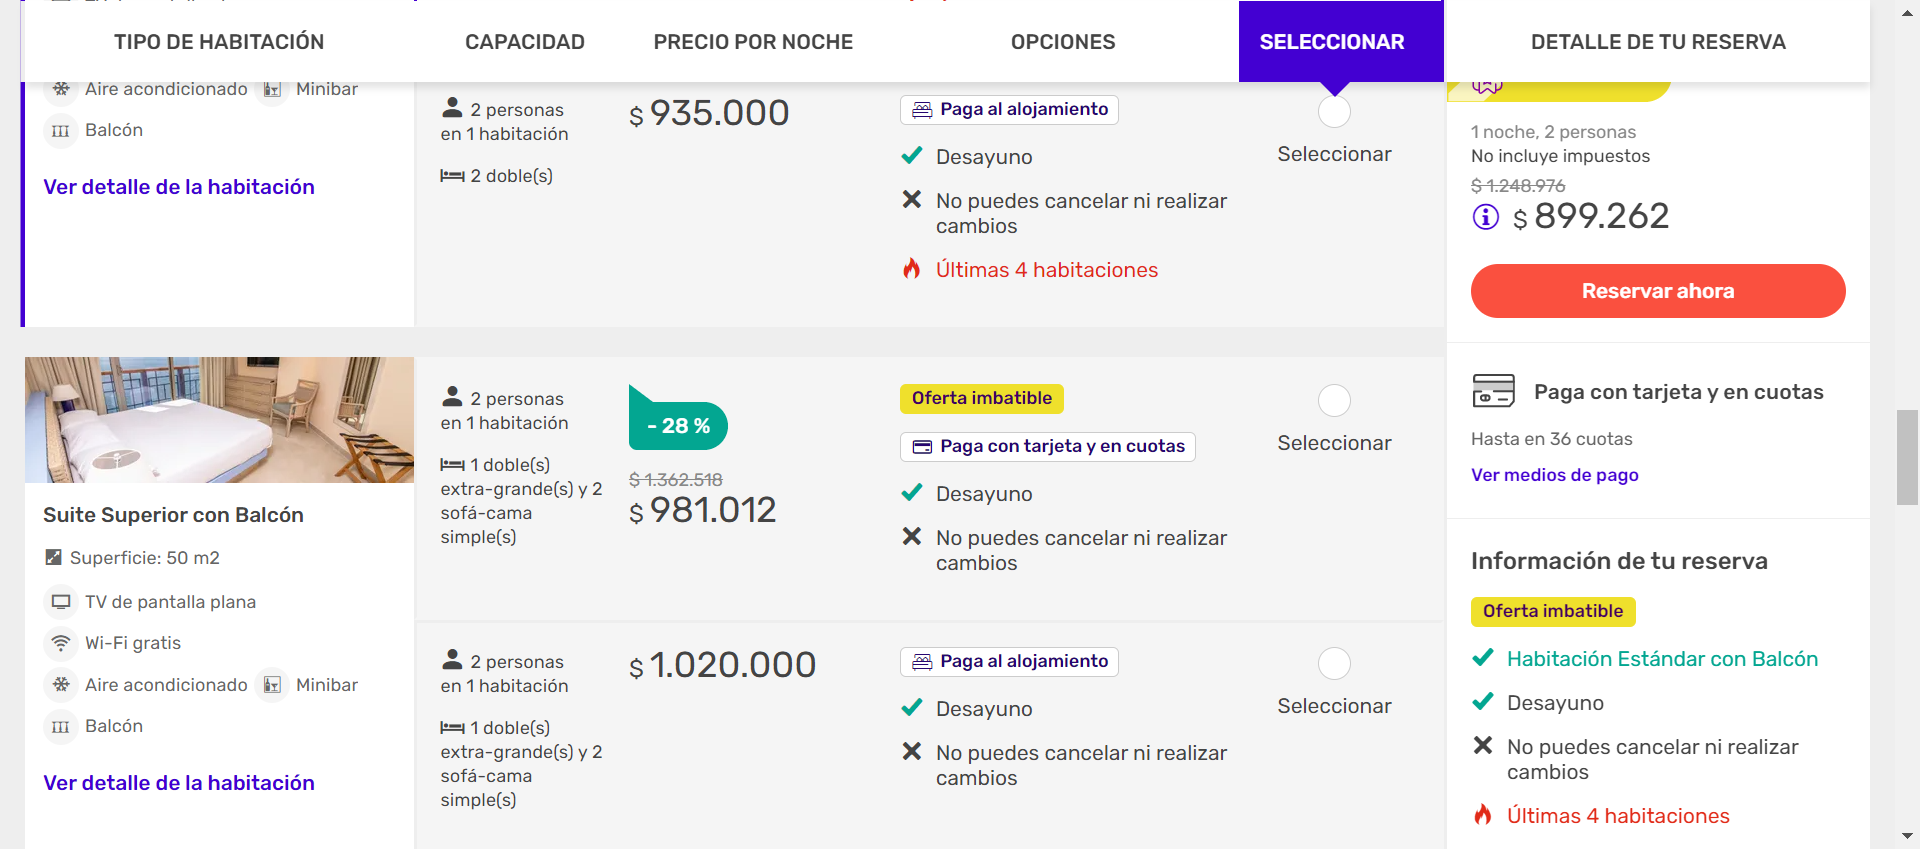 TIPO DE HABITACIÓN
CAPACIDAD
PRECIO POR NOCHE
OPCIONES
SELECCIONAR
DETALLE DE TU RESERVA
Aire acondicionado
Minibar
Balcón
Ver detalle de la habitación
2 personas
en 1 habitación
2 doble(s)
$ 935.000
Paga al alojamiento
Desayuno
No puedes cancelar ni realizar
cambios
Últimas 4 habitaciones
Seleccionar
Suite Superior con Balcón
Superficie: 50 m2
TV de pantalla plana
Wi-Fi gratis
Aire acondicionado
Minibar
Balcón
Ver detalle de la habitación
2 personas
en 1 habitación
1 doble(s)
extra-grande(s) y 2
sofá-cama
simple(s)
- 28 %
$ 1.362.518
$ 981.012
Oferta imbatible
Paga con tarjeta y en cuotas
Desayuno
No puedes cancelar ni realizar
cambios
Seleccionar
2 personas
en 1 habitación
1 doble(s)
extra-grande(s) y 2
sofá-cama
simple(s)
$ 1.020.000
Paga al alojamiento
Desayuno
No puedes cancelar ni realizar
cambios
Seleccionar
1 noche, 2 personas
No incluye impuestos
$ 1.248.976
$ 899.262
Reservar ahora
Paga con tarjeta y en cuotas
Hasta en 36 cuotas
Ver medios de pago
Información de tu reserva
Oferta imbatible
Habitación Estándar con Balcón
Desayuno
No puedes cancelar ni realizar
cambios
Últimas 4 habitaciones